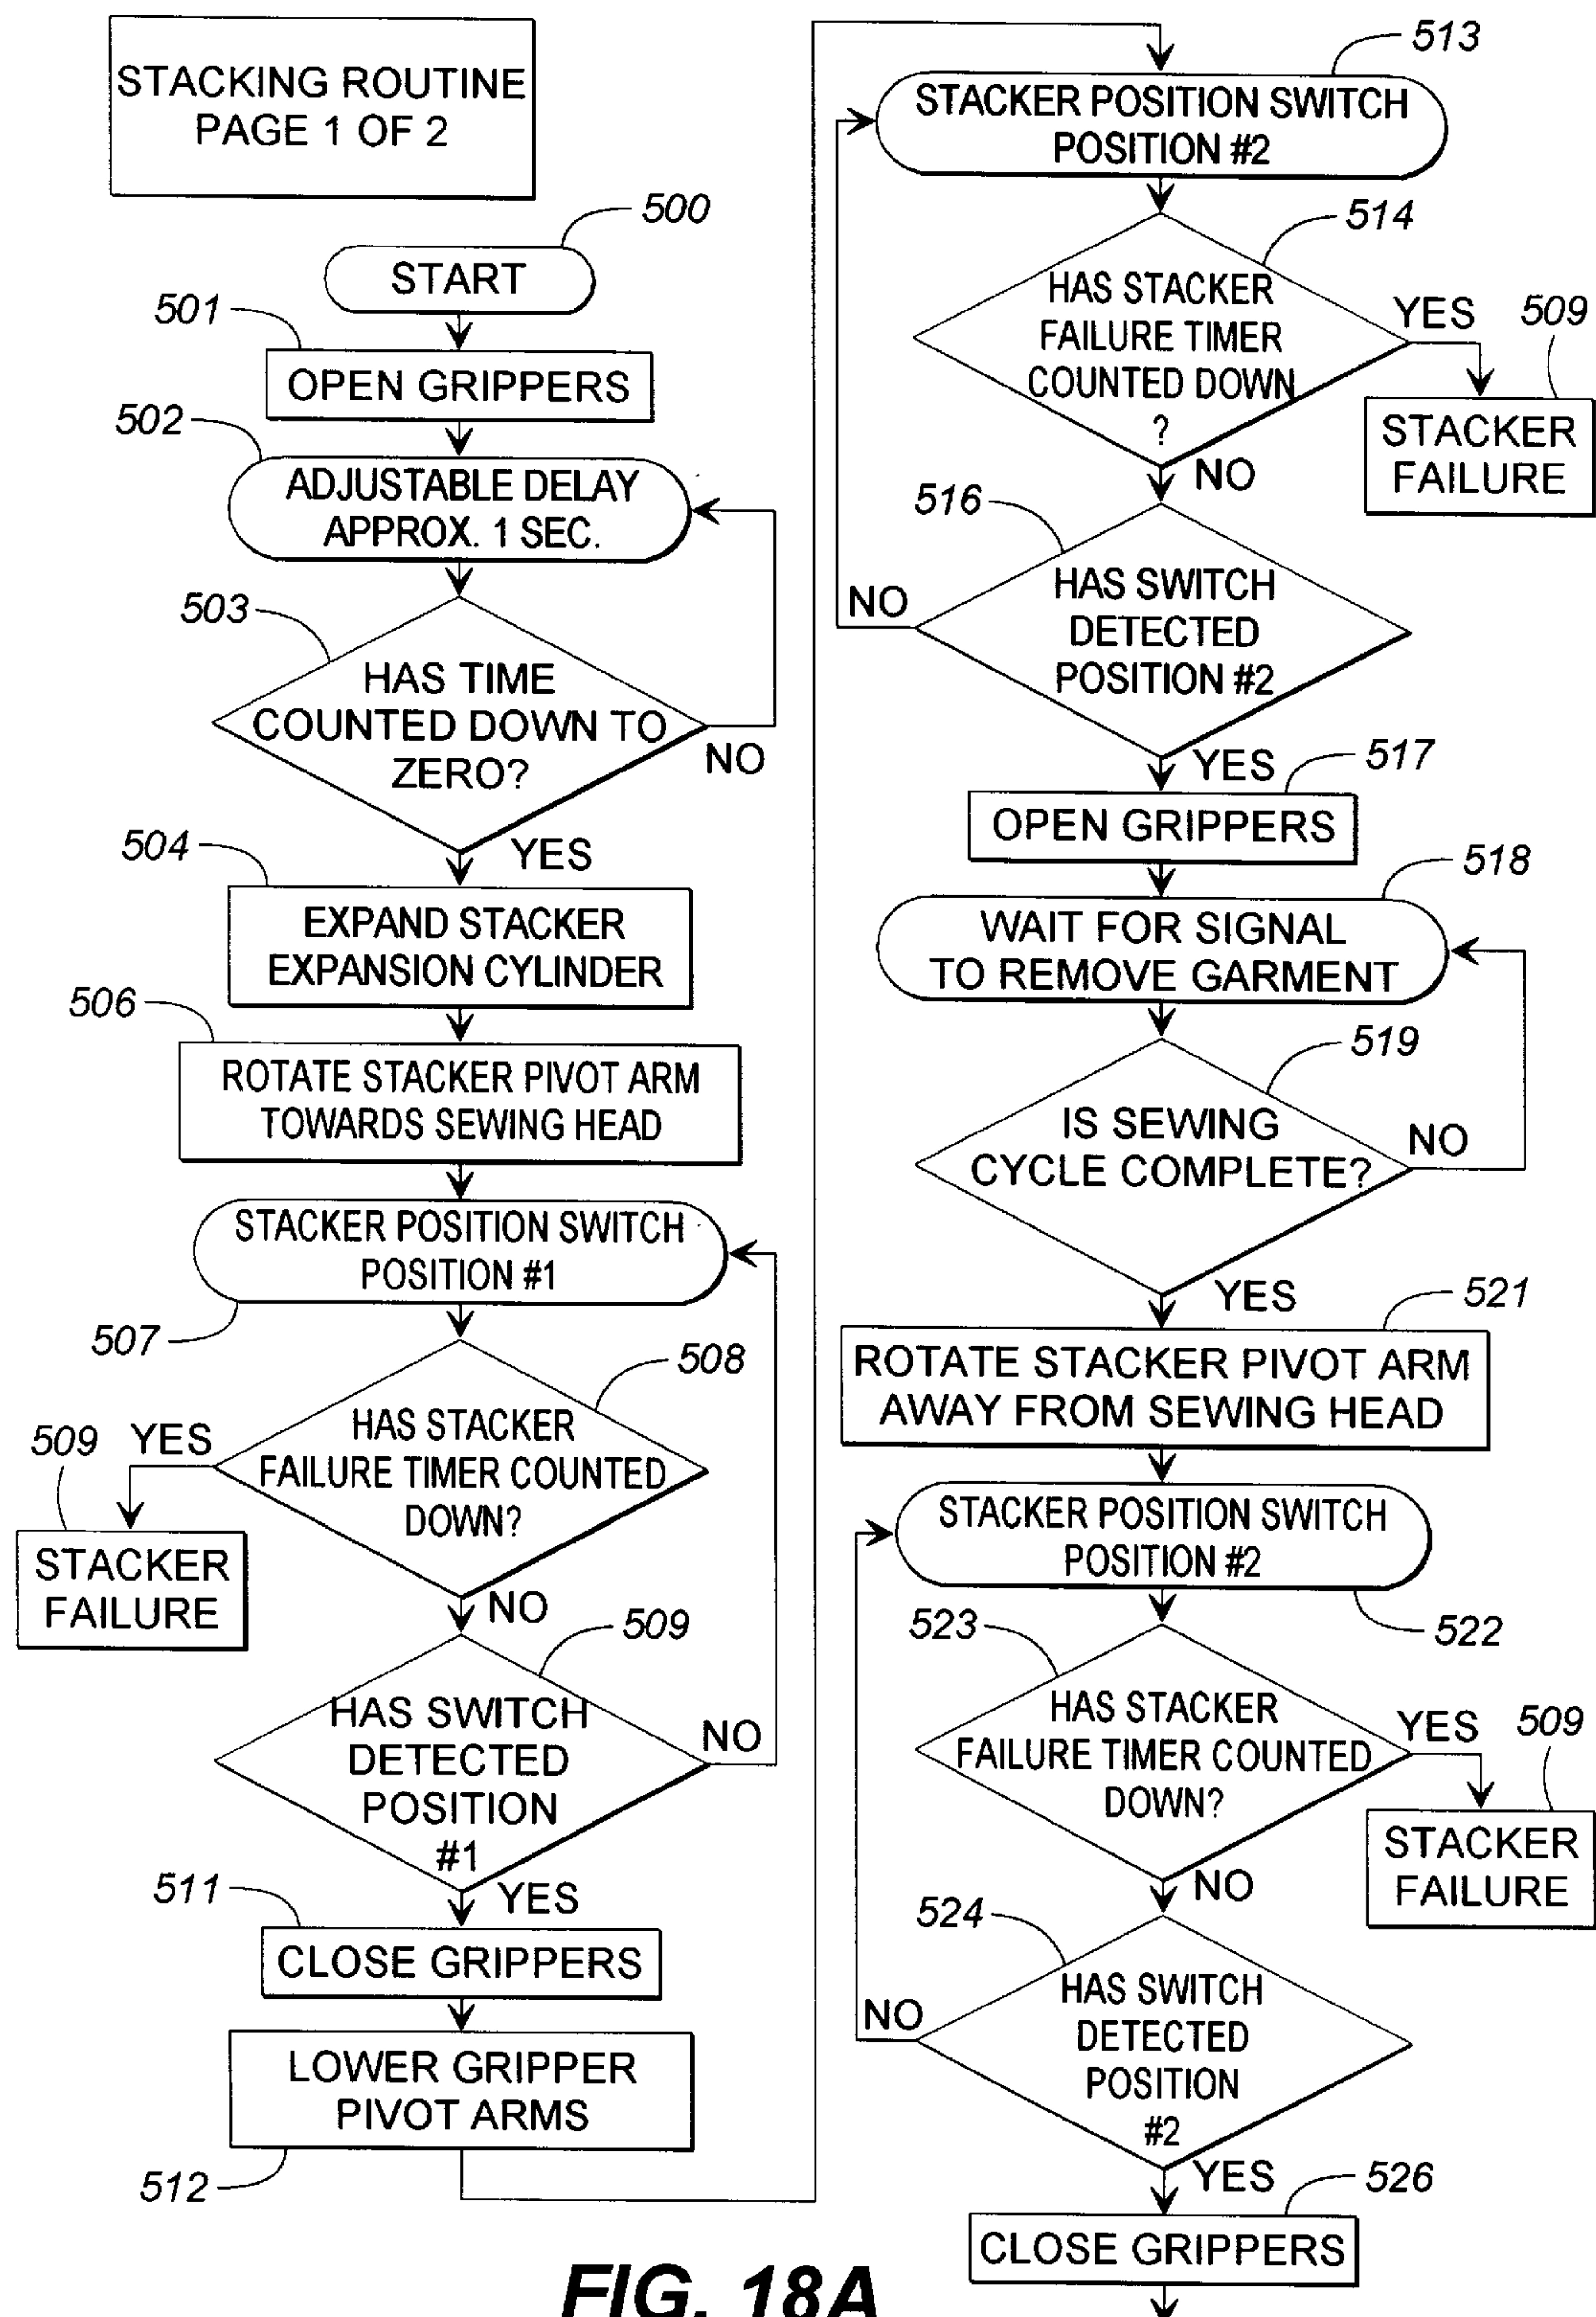 STACKING ROUTINE
PAGE 1 OF 2
500
START
501
OPEN GRIPPERS
502
ADJUSTABLE DELAY
APPROX. 1 SEC.
503
HAS TIME
COUNTED DOWN TO
ZERO?
NO
YES
504
EXPAND STACKER
EXPANSION CYLINDER
506
ROTATE STACKER PIVOT ARM
TOWARDS SEWING HEAD
STACKER POSITION SWITCH
POSITION #1
507
508
HAS STACKER
FAILURE TIMER COUNTED
DOWN?
509 YES
STACKER
FAILURE
NO
509
HAS SWITCH
DETECTED
POSITION
#1
NO
YES
511
CLOSE GRIPPERS
LOWER GRIPPER
PIVOT ARMS
512
513
STACKER POSITION SWITCH
POSITION #2
514
HAS STACKER
FAILURE TIMER
COUNTED DOWN
?
YES 509
STACKER
FAILURE
NO
516
HAS SWITCH
DETECTED
POSITION #2
NO
YES
517
OPEN GRIPPERS
518
WAIT FOR SIGNAL
TO REMOVE GARMENT
519
IS SEWING
CYCLE COMPLETE?
NO
YES
521
ROTATE STACKER PIVOT ARM
AWAY FROM SEWING HEAD
STACKER POSITION SWITCH
POSITION #2
522
523
HAS STACKER
FAILURE TIMER COUNTED
DOWN?
YES 509
STACKER
FAILURE
NO
524
HAS SWITCH
DETECTED
POSITION
#2
NO
YES
526
CLOSE GRIPPERS
FIG. 18A